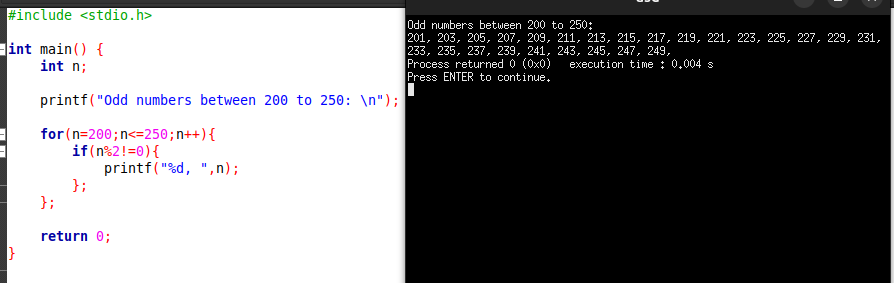 #include <stdio.h>
int main() {
int n;
printf("Odd numbers between 200 to 250: \n");
for(n=200;n<=250;n++){
if(n%2!=0){
printf("%d, ",n);
};
};
return 0;
}
Odd numbers between 200 to 250:
201, 203, 205, 207, 209, 211, 213, 215, 217, 219, 221, 223, 225, 227, 229, 231,
233, 235, 237, 239, 241, 243, 245, 247, 249,
Process returned 0 (0x0)   execution time : 0.004 s
Press ENTER to continue.